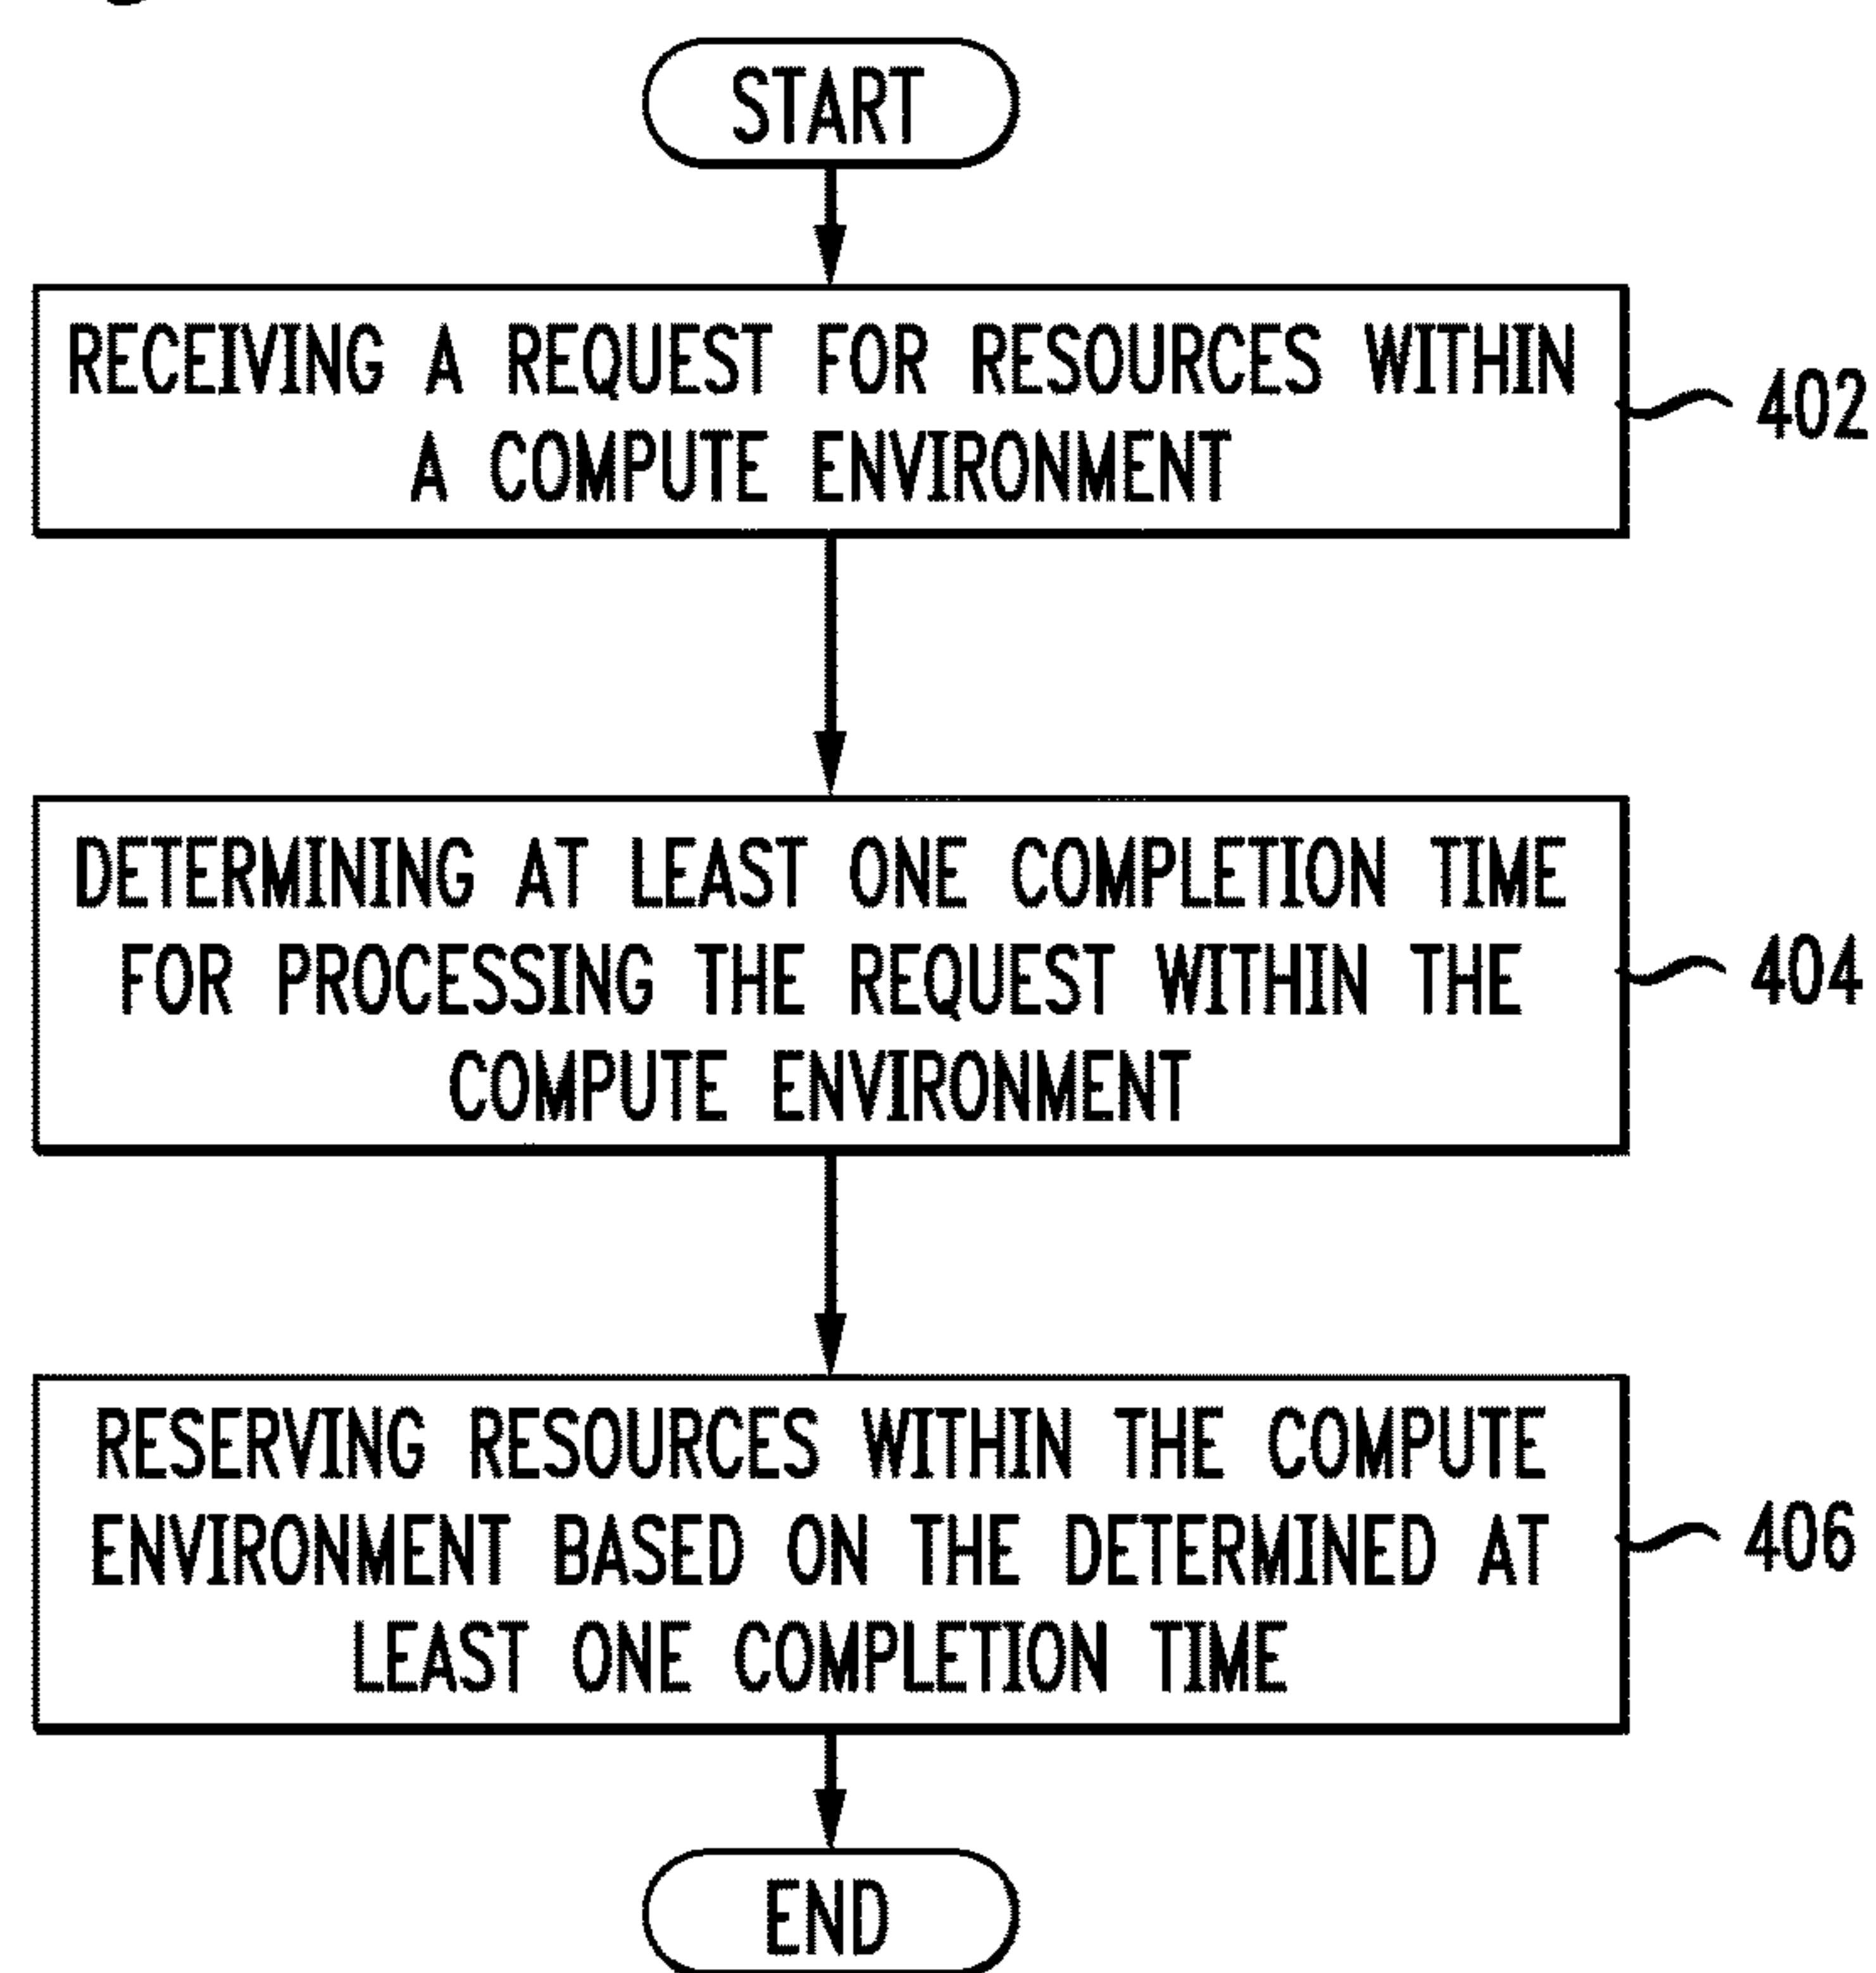 START
RECEIVING A REQUEST FOR RESOURCES WITHIN
A COMPUTE ENVIRONMENT
402
DETERMINING AT LEAST ONE COMPLETION TIME
FOR PROCESSING THE REQUEST WITHIN THE
COMPUTE ENVIRONMENT
404
RESERVING RESOURCES WITHIN THE COMPUTE
ENVIRONMENT BASED ON THE DETERMINED AT
LEAST ONE COMPLETION TIME
406
END